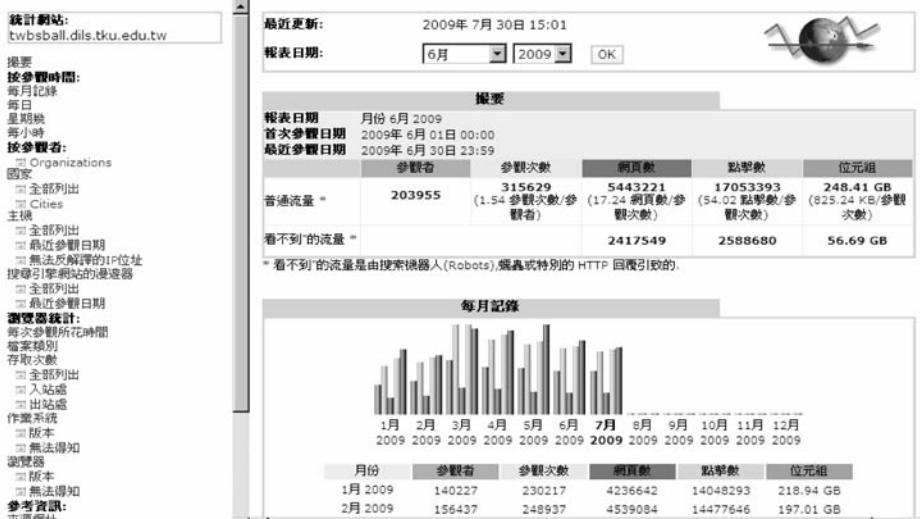 統計網站:
twbsball.dils.tku.edu.tw
撮要
按參觀時間:
每月記錄
每日
星期幾
每小時
按參觀者:
Organizations
國家
全部列出
Cities
主機
全部列出
最近參觀日期
無法反解譯的IP位址
搜尋引擎網站的漫遊器
全部列出
最近參觀日期
瀏覽器統計:
每次參觀所花時間
檔案類別
存取次數
全部列出
入站處
出站處
作業系統
版本
無法得知
瀏覽器
版本
無法得知
參考資訊:
來源網址
最近更新: 2009年 7月 30日 15:01
報表日期: 6月 2009 OK
撮要
報表日期 月份 6月 2009
首次參觀日期 2009年 6月 01日 00:00
最近參觀日期 2009年 6月 30日 23:59
參觀者 參觀次數 網頁數 點擊數 位元組
普通流量 * 203955 315629 5443221 17053393 248.41 GB
(1.54 參觀次數/參觀者) (17.24 網頁數/參觀次數) (54.02 點擊數/參觀次數) (825.24 KB/參觀次數)
看不到"的流量 * 2417549 2588680 56.69 GB
* 看不到"的流量是由搜索機器人(Robots),蠕蟲或特別的 HTTP 回覆引致的.
每月記錄
1月 2月 3月 4月 5月 6月 7月 8月 9月 10月 11月 12月
2009 2009 2009 2009 2009 2009 2009 2009 2009 2009 2009 2009
月份 參觀者 參觀次數 網頁數 點擊數 位元組
1月 2009 140227 230217 4236642 14048293 218.94 GB
2月 2009 156437 248937 4539084 14477646 197.01 GB